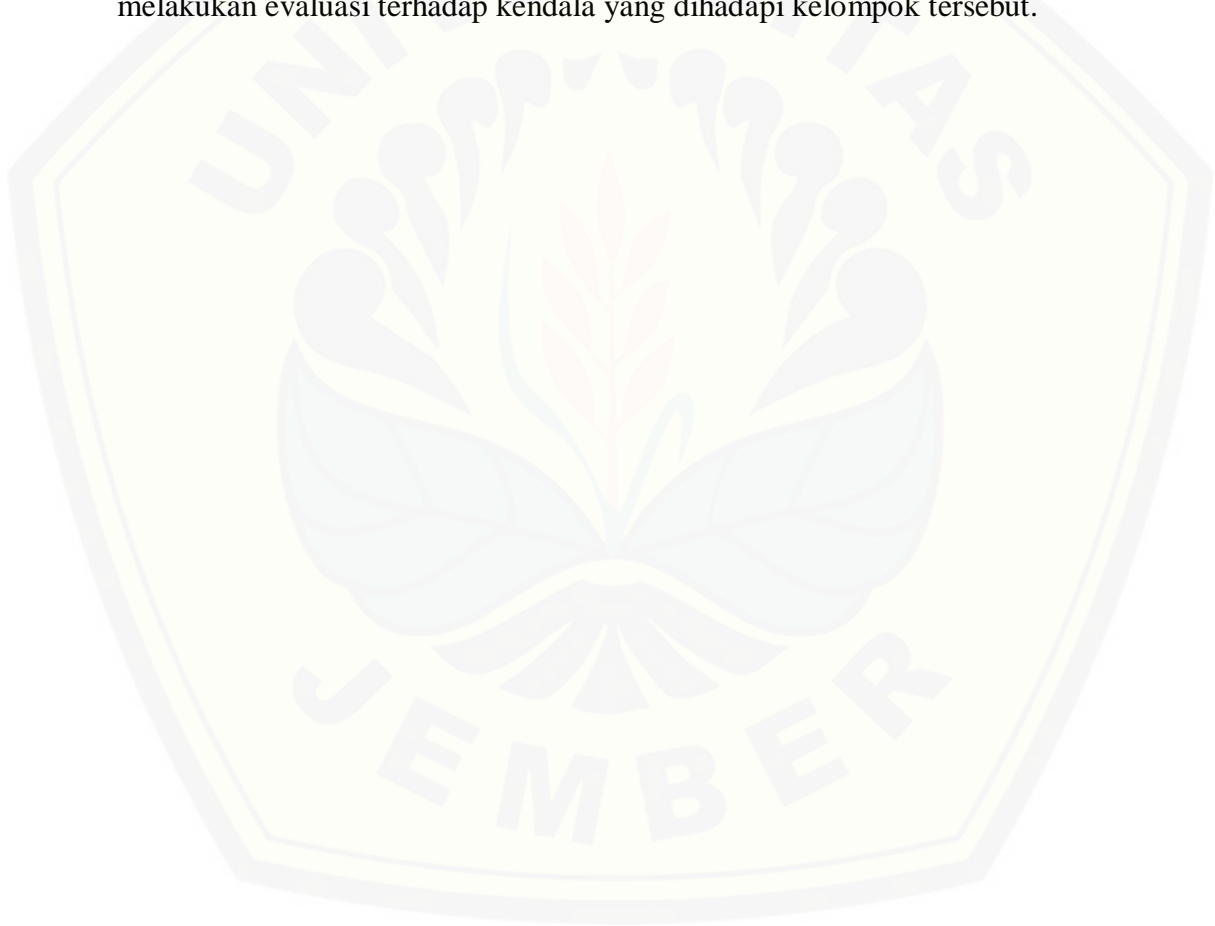 melakukan evaluasi terhadap kendala yang dihadapi kelompok tersebut.
UNIVERSITAS
JEMBER